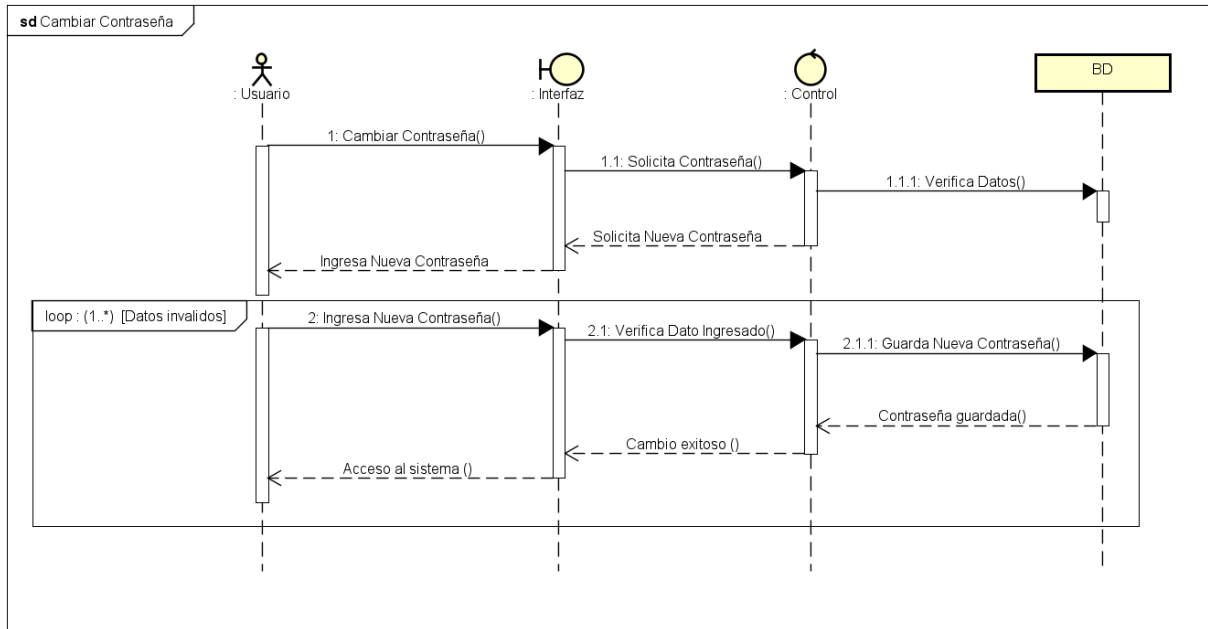 sd Cambiar Contraseña
: Usuario
: Interfaz
: Control
BD
1: Cambiar Contraseña()
1.1: Solicita Contraseña()
1.1.1: Verifica Datos()
Solicita Nueva Contraseña
Ingresa Nueva Contraseña
loop : (1..*) [Datos invalidos]
2: Ingresa Nueva Contraseña()
2.1: Verifica Dato Ingresado()
2.1.1: Guarda Nueva Contraseña()
Contraseña guardada()
Cambio exitoso ()
Acceso al sistema ()